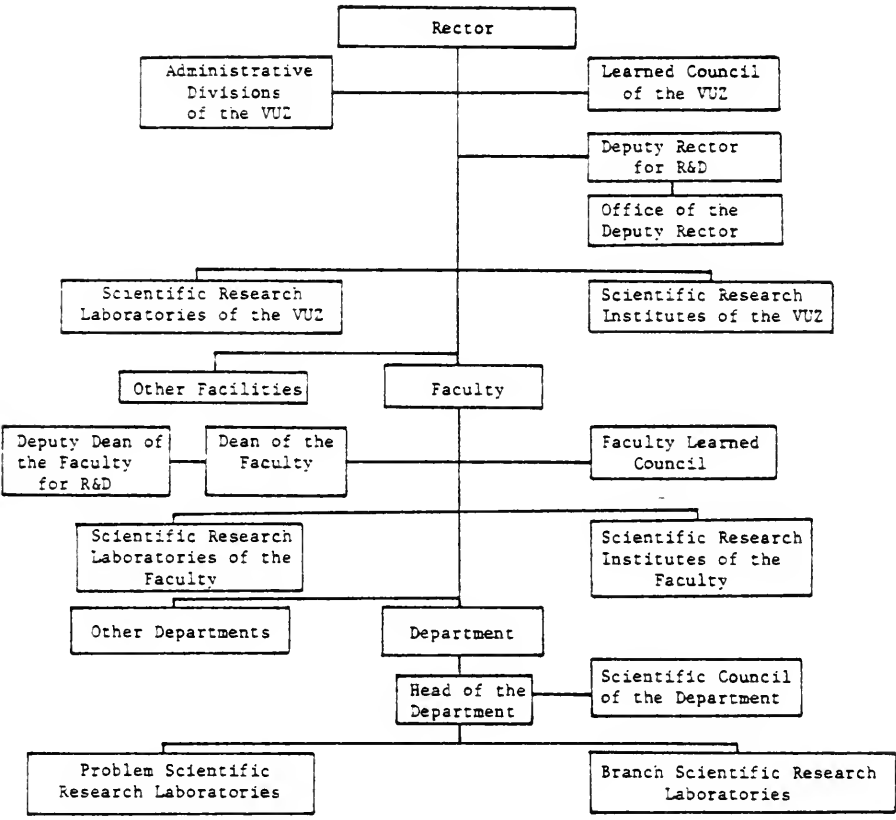 Rector
Administrative
Divisions
of the VUZ
Learned Council
of the VUZ
Deputy Rector
for R&D
Office of the
Deputy Rector
Scientific Research
Laboratories of the VUZ
Scientific Research
Institutes of the VUZ
Other Facilities
Faculty
Deputy Dean of
the Faculty
for R&D
Dean of the
Faculty
Faculty Learned
Council
Scientific Research
Laboratories of the
Faculty
Scientific Research
Institutes of the
Faculty
Other Departments
Department
Head of the
Department
Scientific Council
of the Department
Problem Scientific
Research Laboratories
Branch Scientific Research
Laboratories